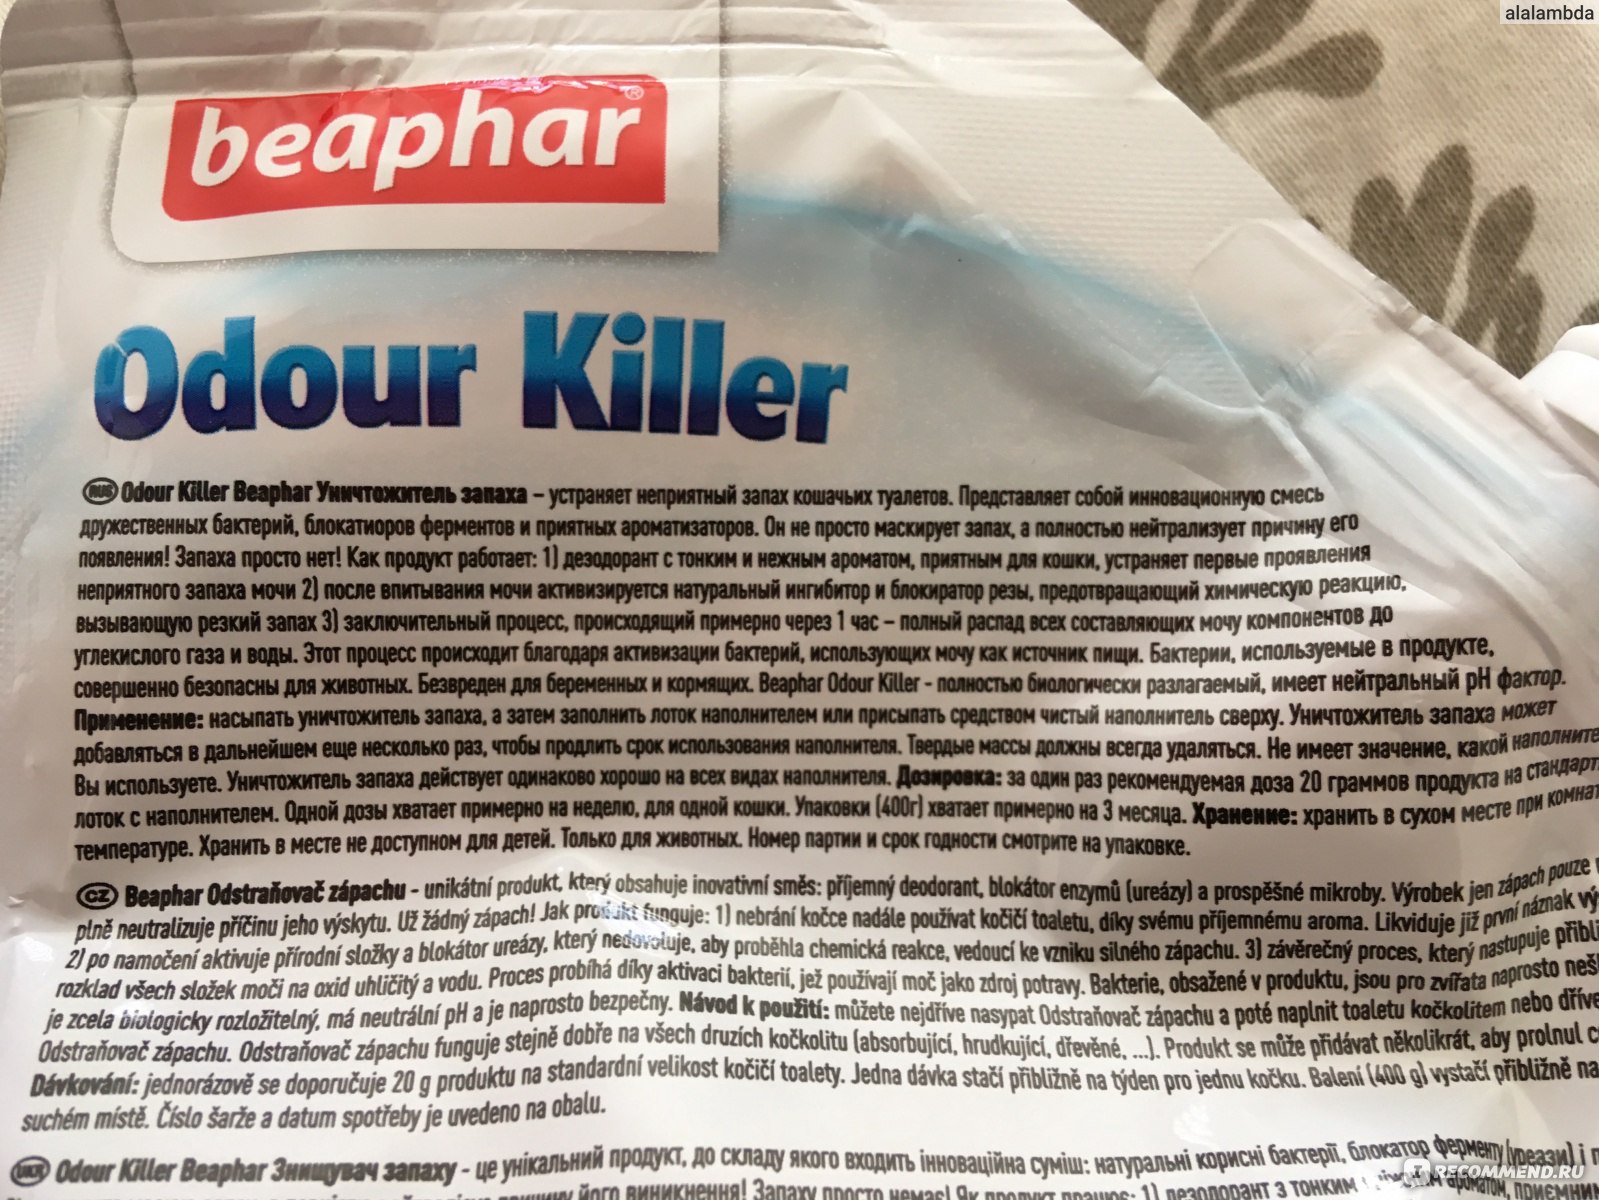 alalambda
beaphar®
Odour Killer
RUS Odour Killer Beaphar Уничтожитель запаха – устраняет неприятный запах кошачьих туалетов. Представляет собой инновационную смесь
дружественных бактерий, блокатиоров ферментов и приятных ароматизаторов. Он не просто маскирует запах, а полностью нейтрализует причину его
появления! Запаха просто нет! Как продукт работает: 1) дезодорант с тонким и нежным ароматом, приятным для кошки, устраняет первые проявления
неприятного запаха мочи 2) после впитывания мочи активизируется натуральный ингибитор и блокиратор резы, предотвращающий химическую реакцию,
вызывающую резкий запах 3) заключительный процесс, происходящий примерно через 1 час – полный распад всех составляющих мочу компонентов до
углекислого газа и воды. Этот процесс происходит благодаря активизации бактерий, использующих мочу как источник пищи. Бактерии, используемые в продукте,
совершенно безопасны для животных. Безвреден для беременных и кормящих. Beaphar Odour Killer - полностью биологически разлагаемый, имеет нейтральный pH фактор.
Применение: насыпать уничтожитель запаха, а затем заполнить лоток наполнителем или присыпать средством чистый наполнитель сверху. Уничтожитель запаха может
добавляться в дальнейшем еще несколько раз, чтобы продлить срок использования наполнителя. Твердые массы должны всегда удаляться. Не имеет значение, какой наполните
Вы используете. Уничтожитель запаха действует одинаково хорошо на всех видах наполнителя. Дозировка: за один раз рекомендуемая доза 20 граммов продукта на стандарт
лоток с наполнителем. Одной дозы хватает примерно на неделю, для одной кошки. Упаковки (400г) хватает примерно на 3 месяца. Хранение: хранить в сухом месте при комнат
температуре. Хранить в месте не доступном для детей. Только для животных. Номер партии и срок годности смотрите на упаковке.
CZ Beaphar Odstraňovač zápachu - unikátní produkt, který obsahuje inovativní směs: příjemný deodorant, blokátor enzymů (ureázy) a prospěšné mikroby. Výrobek jen zápach pouze
plně neutralizuje příčinu jeho výskytu. Už žádný zápach! Jak produkt funguje: 1) nebrání kočce nadále používat kočičí toaletu, díky svému příjemnému aroma. Likviduje již první náznak vý
2) po namočení aktivuje přírodní složky a blokátor ureázy, který nedovoluje, aby proběhla chemická reakce, vedoucí ke vzniku silného zápachu. 3) závěrečný proces, který nastupuje přibli
rozklad všech složek moči na oxid uhličitý a vodu. Proces probíhá díky aktivaci bakterií, jež používají moč jako zdroj potravy. Bakterie, obsažené v produktu, jsou pro zvířata naprosto neš
je zcela biologicky rozložitelný, má neutrální pH a je naprosto bezpečny. Návod k použití: můžete nejdříve nasypat Odstraňovač zápachu a poté naplnit toaletu kočkolitem nebo dříve
Odstraňovač zápachu. Odstraňovač zápachu funguje stejně dobře na všech druzích kočkolitu (absorbující, hrudkující, dřevěné, ...). Produkt se může přidávat několikrát, aby prolnul c
Dávkování: jednorázově se doporučuje 20 g produktu na standardní velikost kočičí toalety. Jedna dávka stačí přibližně na týden pro jednu kočku. Balení (400 g) vystačí přibližně na
suchém místě. Číslo šarže a datum spotřeby je uvedeno na obalu.
UKR Odour Killer Beaphar Знищувач запаху - це унікальний продукт, до складу якого входить інноваційна суміш: натуральні корисні бактерії, блокатор ферменту (уреази) і
причину його виникнення! Запаху просто немає! Як продукт працює: 1) дезодорант з тонким ароматом, приємним
RECOMMEND.RU